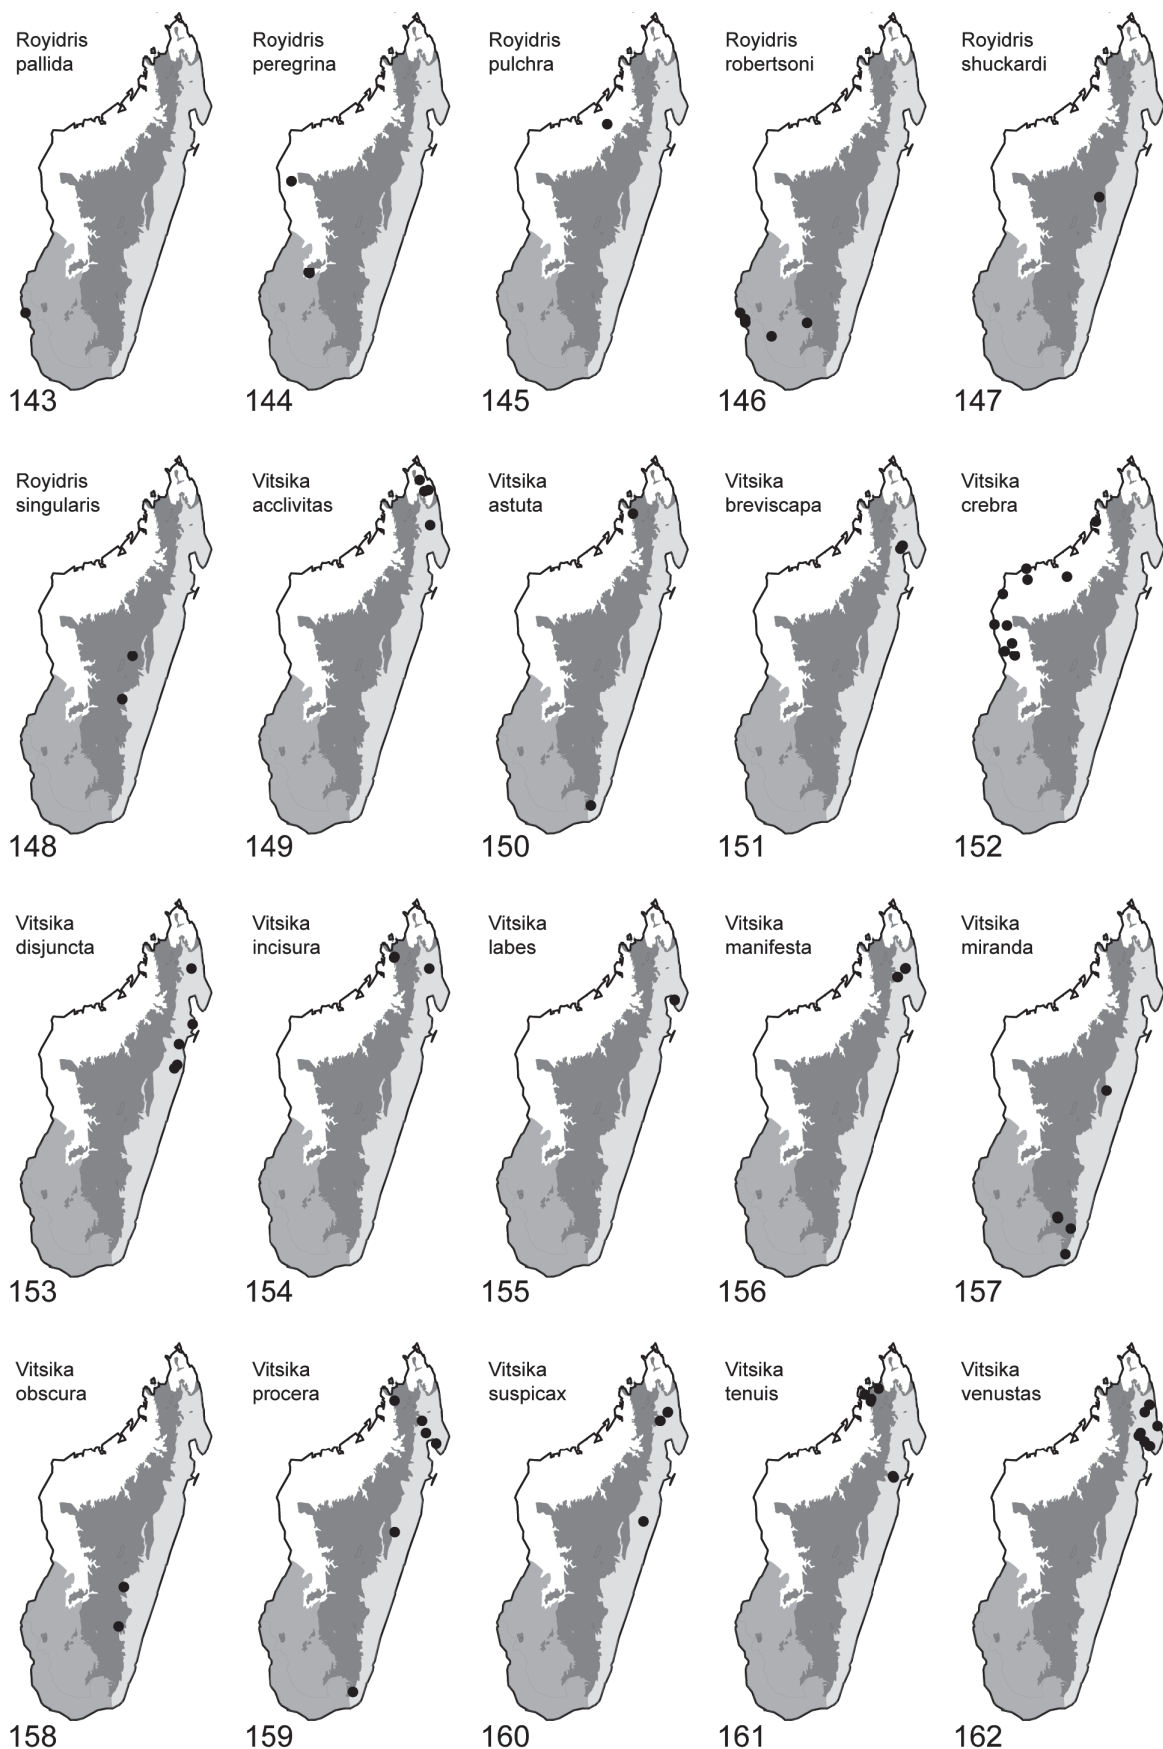 Royidris
pallida
143
Royidris
peregrina
144
Royidris
pulchra
145
Royidris
robertsoni
146
Royidris
shuckardi
147
Royidris
singularis
148
Vitsika
acclivitas
149
Vitsika
astuta
150
Vitsika
breviscapa
151
Vitsika
crebra
152
Vitsika
disjuncta
153
Vitsika
incisura
154
Vitsika
labes
155
Vitsika
manifesta
156
Vitsika
miranda
157
Vitsika
obscura
158
Vitsika
procera
159
Vitsika
suspicax
160
Vitsika
tenuis
161
Vitsika
venustas
162